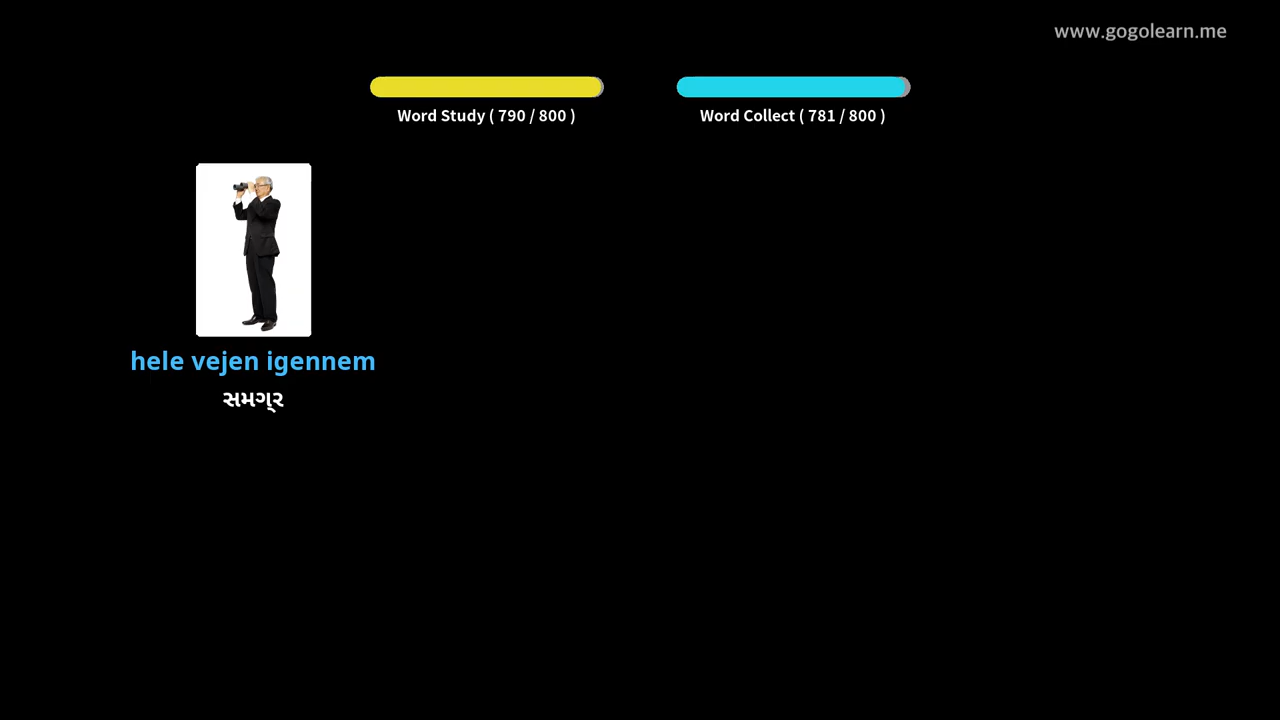 www.gogolearn.me
Word Study ( 790 / 800 )
Word Collect ( 781 / 800 )
hele vejen igennem
સમગ્ર